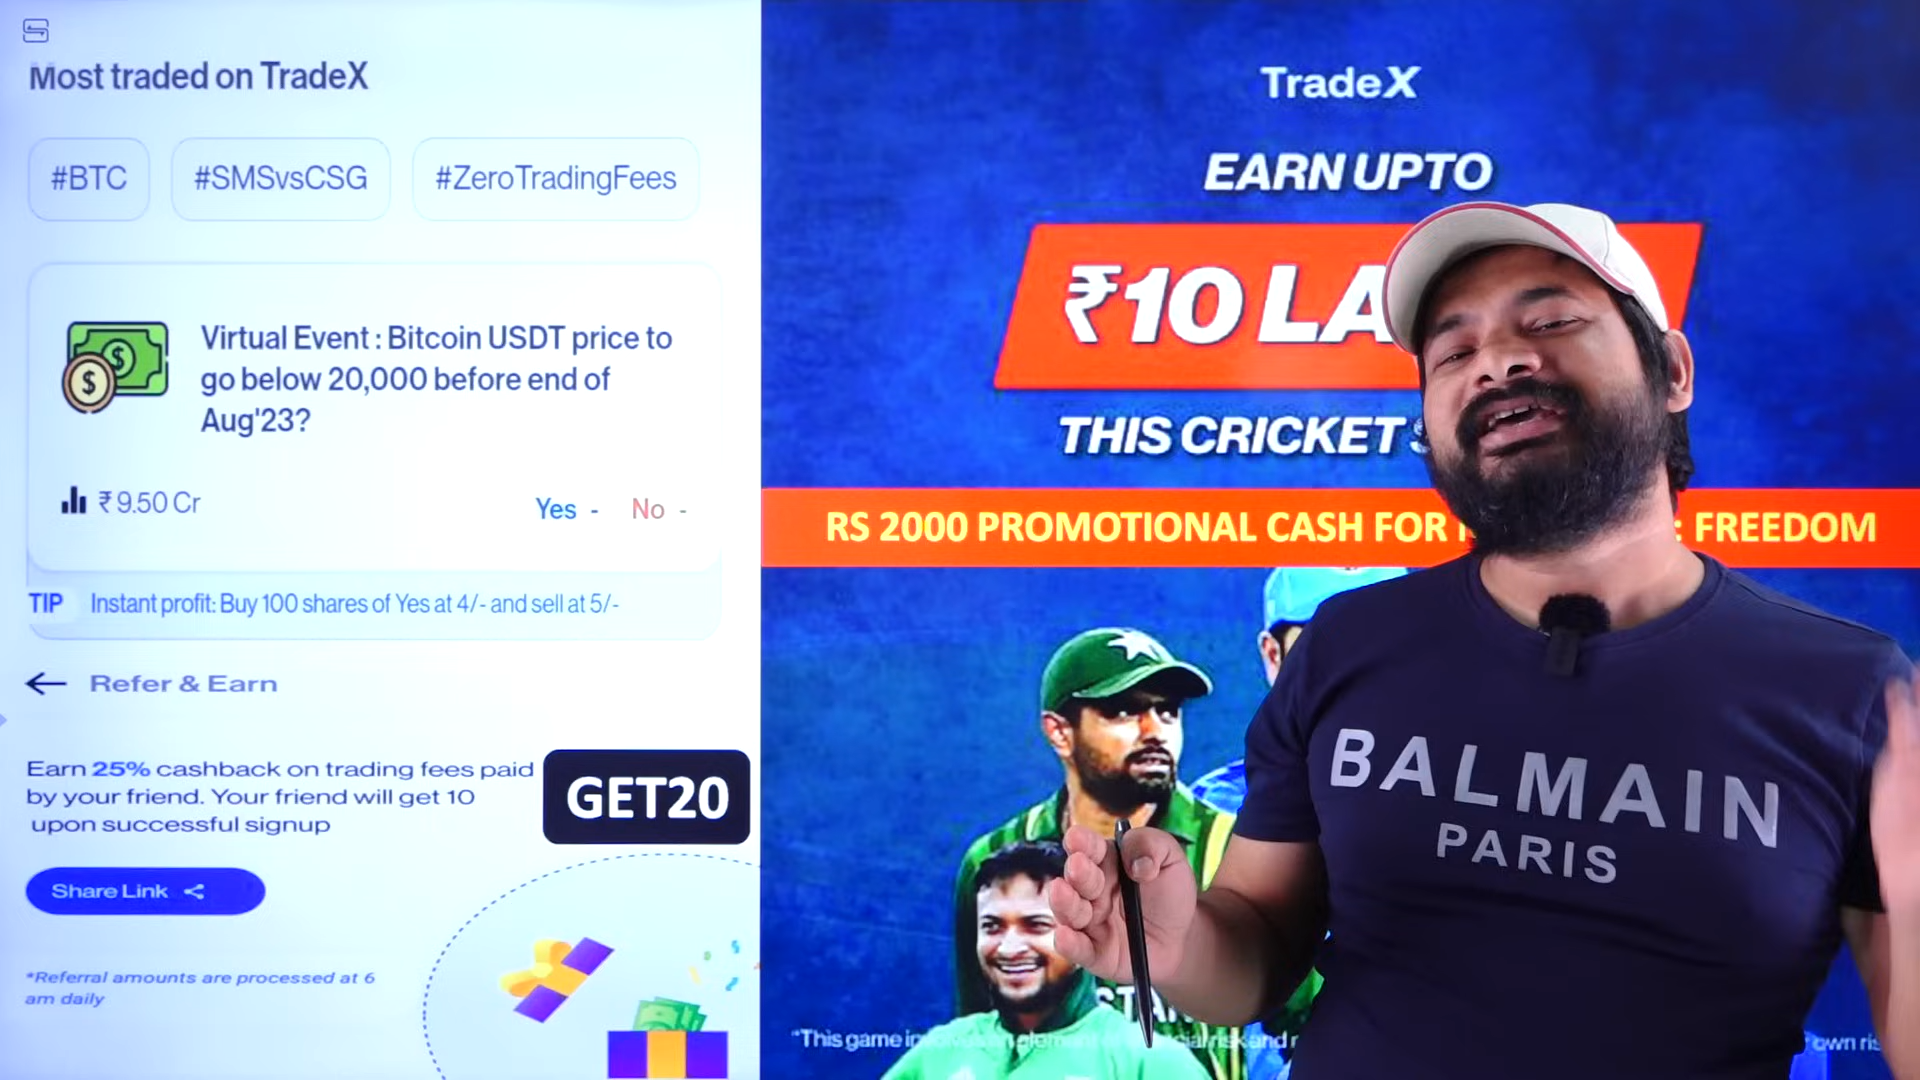 Most traded on TradeX
#BTC
#SMSvsCSG
#ZeroTradingFees
Virtual Event : Bitcoin USDT price to
go below 20,000 before end of
Aug'23?
₹ 9.50 Cr
Yes -
No -
TIP
Instant profit: Buy 100 shares of Yes at 4/- and sell at 5/-
Refer & Earn
Earn 25% cashback on trading fees paid
by your friend. Your friend will get 10
upon successful signup
GET20
Share Link
*Referral amounts are processed at 6
am daily
TradeX
EARN UPTO
₹10 LA
THIS CRICKET
RS 2000 PROMOTIONAL CASH FOR : FREEDOM
BALMAIN
PARIS
"This game own